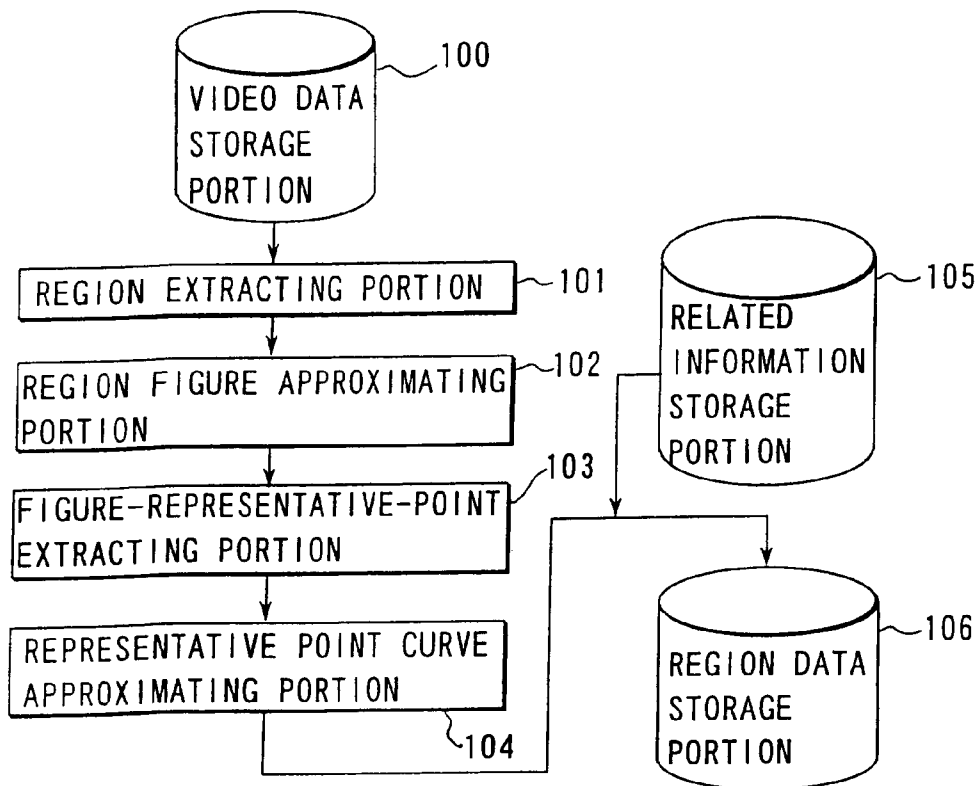 100
VIDEO DATA
STORAGE
PORTION
REGION EXTRACTING PORTION
101
REGION FIGURE APPROXIMATING
PORTION
102
FIGURE-REPRESENTATIVE-POINT
EXTRACTING PORTION
103
REPRESENTATIVE POINT CURVE
APPROXIMATING PORTION
104
105
RELATED
INFORMATION
STORAGE
PORTION
106
REGION DATA
STORAGE
PORTION